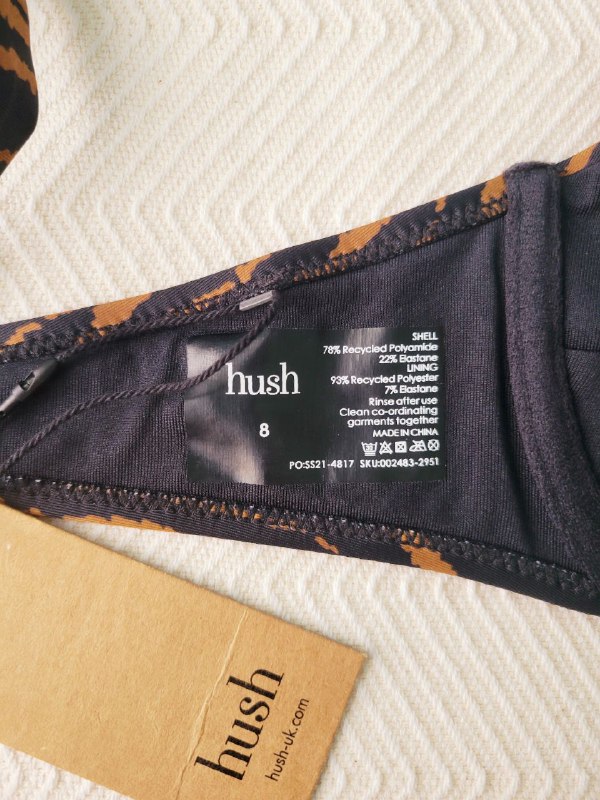 hush
8
SHELL
78% Recycled Polyamide
22% Elastane
LINING
93% Recycled Polyester
7% Elastane
Rinse after use
Clean co-ordinating
garments together
MADE IN CHINA
PO:SS21-4817 SKU:002483-2951
hush
hush-uk.com